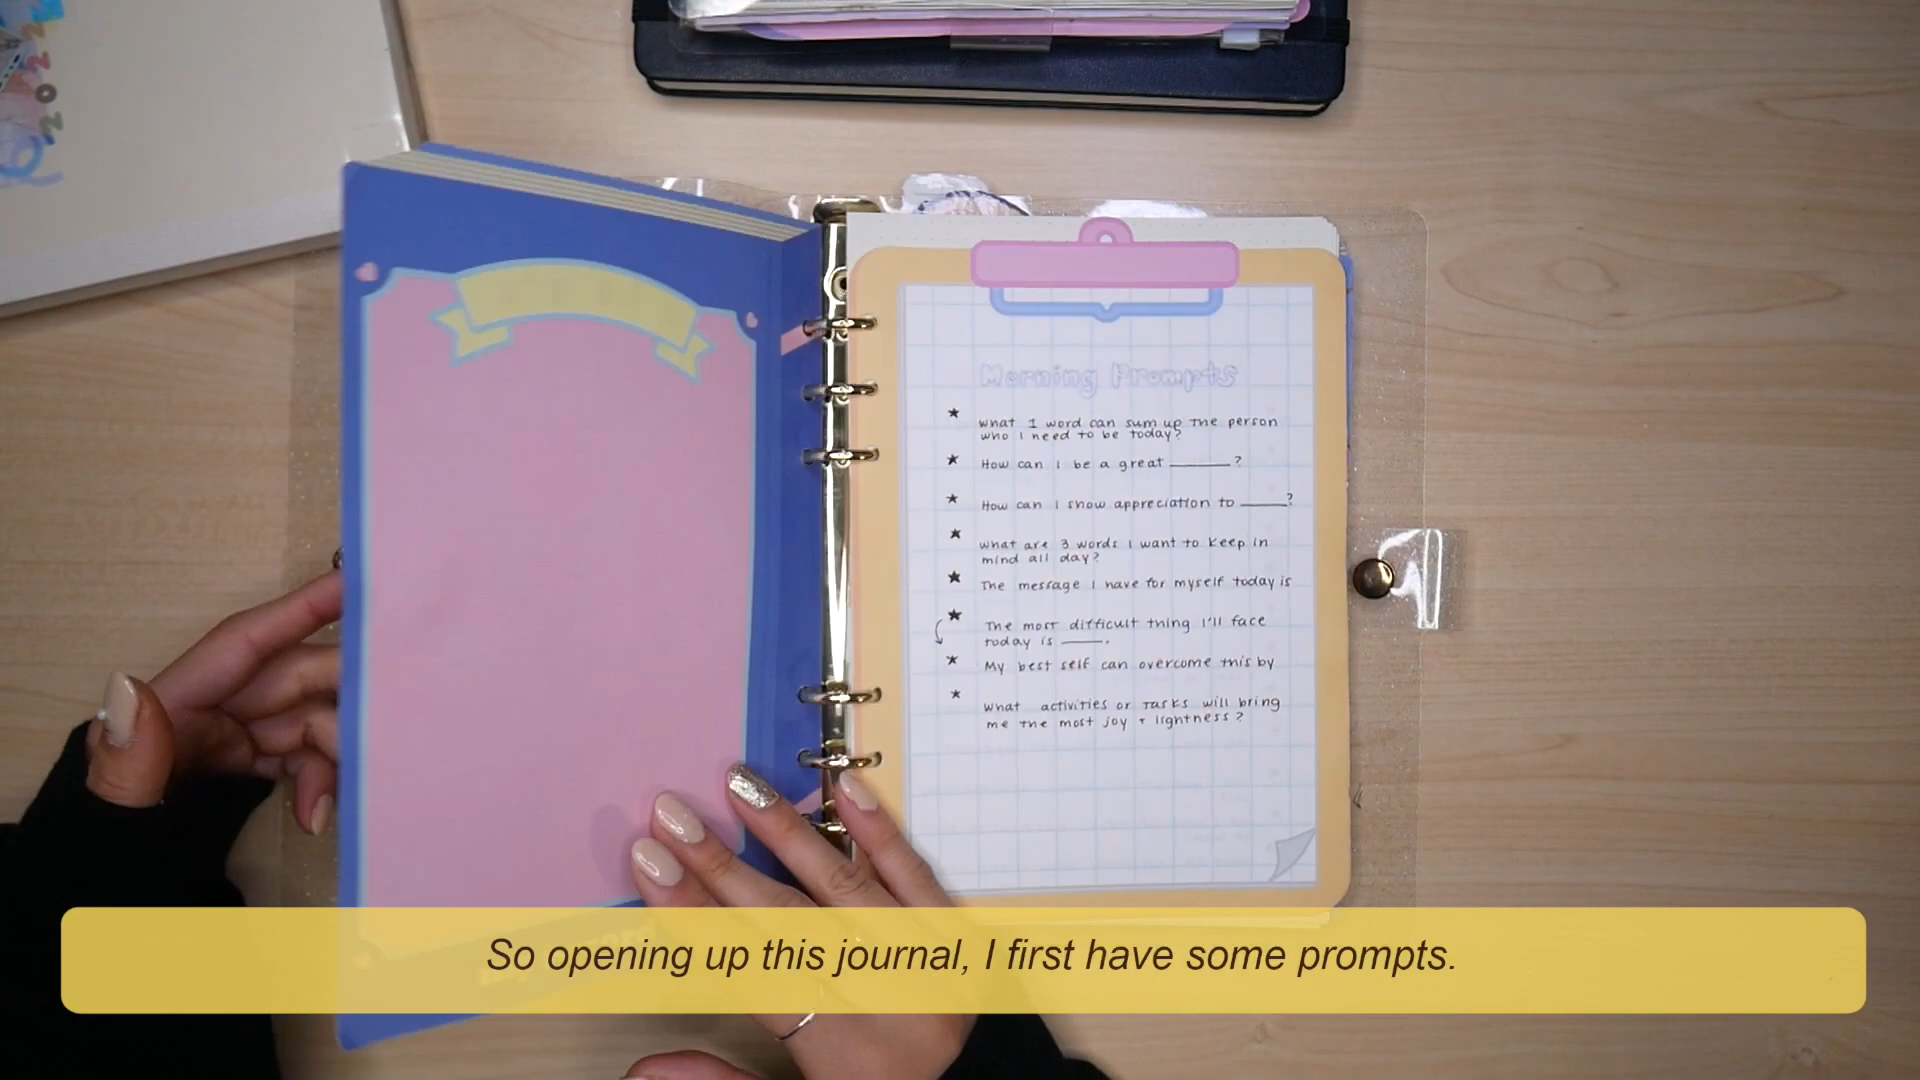 2022
Morning Prompts
★ What 1 word can sum up the person
who I need to be today?
★ How can I be a great ______?
★ How can I show appreciation to _____?
★ What are 3 words I want to keep in
mind all day?
★ The message I have for myself today is
★ The most difficult thing I'll face
today is ____.
★ My best self can overcome this by
★ What activities or tasks will bring
me the most joy + lightness?
So opening up this journal, I first have some prompts.